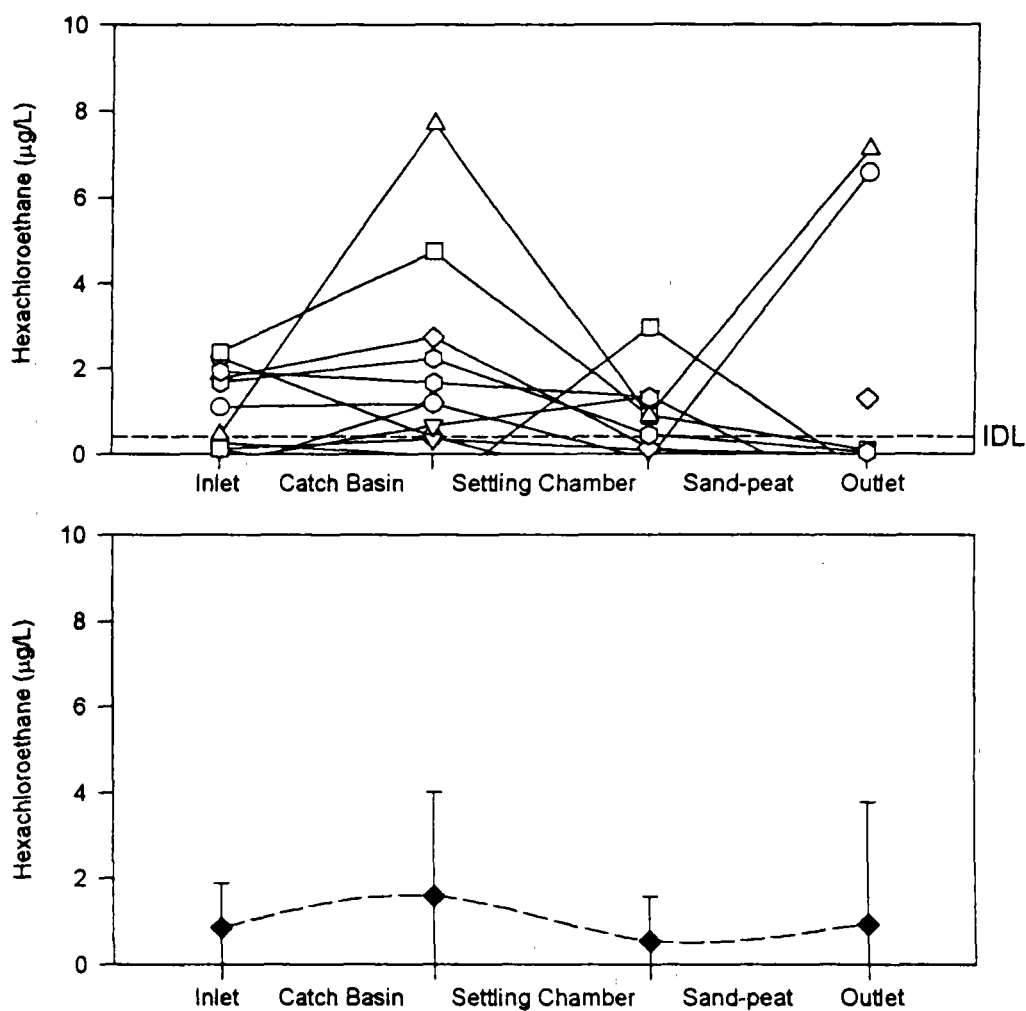 Hexachloroethane (µg/L)
10
8
6
4
2
0
IDL
Inlet Catch Basin Settling Chamber Sand-peat Outlet
Hexachloroethane (µg/L)
10
8
6
4
2
0
Inlet Catch Basin Settling Chamber Sand-peat Outlet